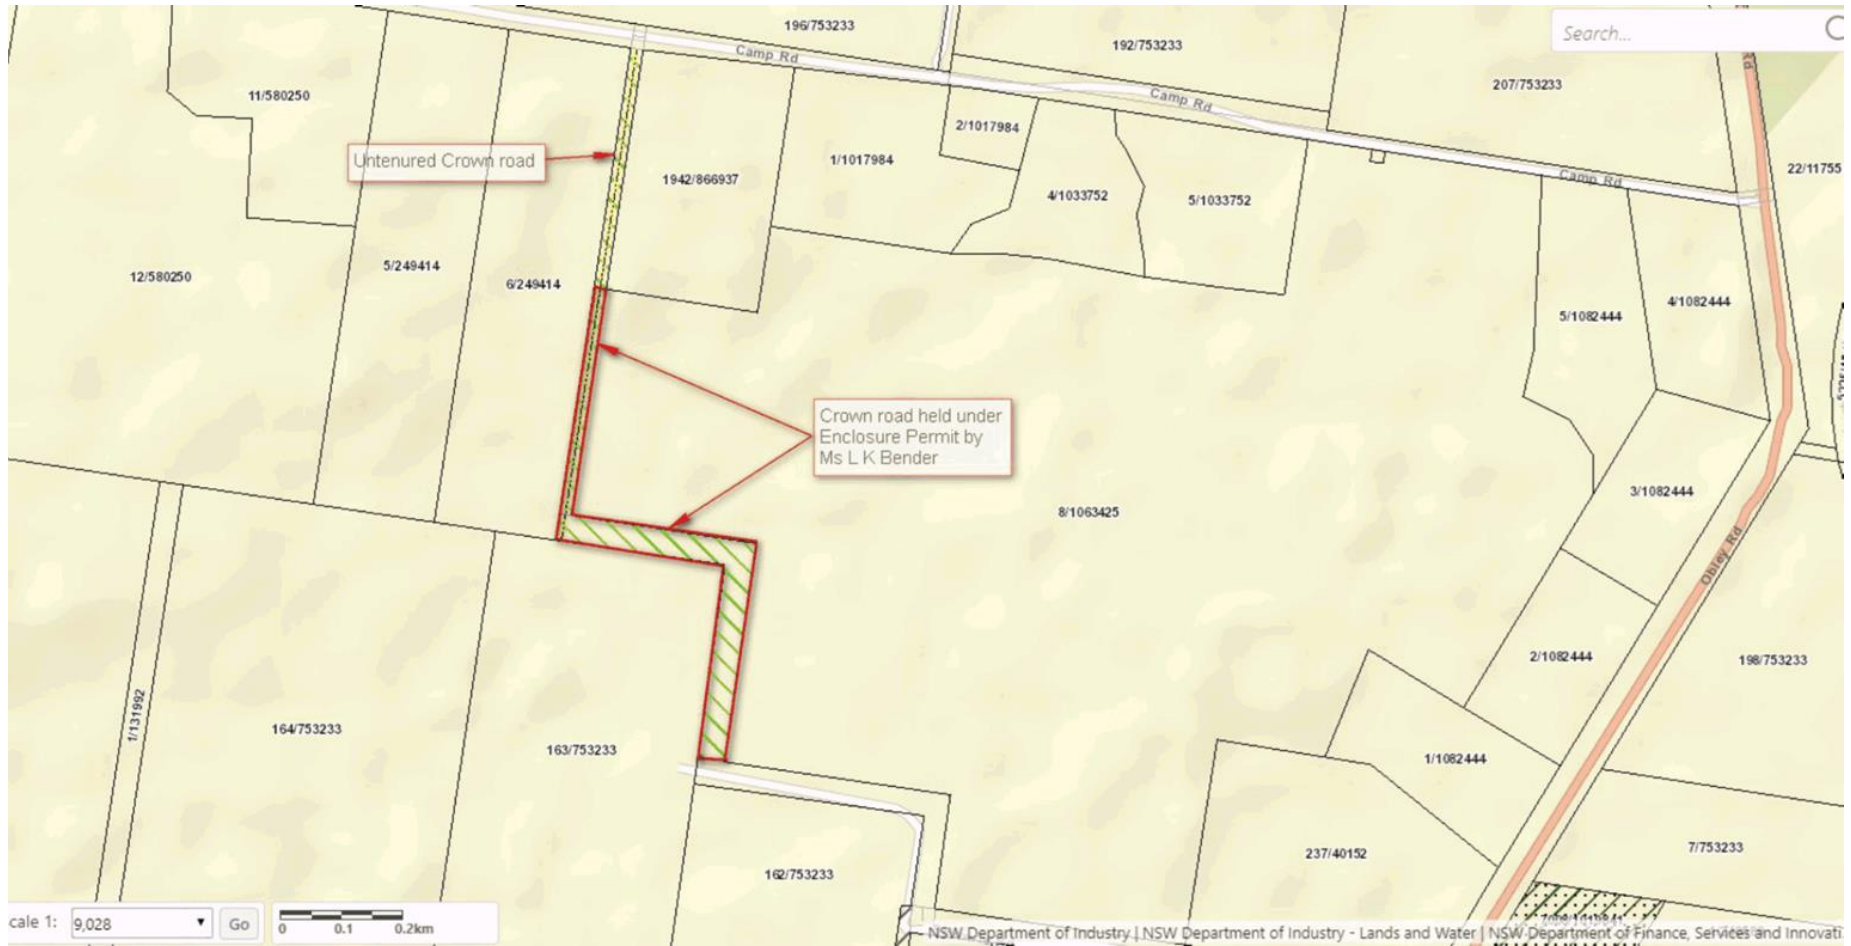 196/753233
192/753233
Search...
Rd
Camp Rd
207/753233
11/580250
Camp Rd
2/1017984
Untenured Crown road
1/1017984
22/11755
1942/866937
Camp Rd
4/1033752
5/1033752
5/249414
12/580250
6/249414
4/1082444
5/1082444
Crown road held under
Enclosure Permit by
Ms L K Bender
3/1082444
8/1063425
Obley Rd
2/1082444
198/753233
1/131992
164/753233
163/753233
1/1082444
237/40152
7/753233
162/753233
cale 1:
9,028
Go
0
0.1
0.2km
NSW Department of Industry | NSW Department of Industry - Lands and Water | NSW Department of Finance, Services and Innovati